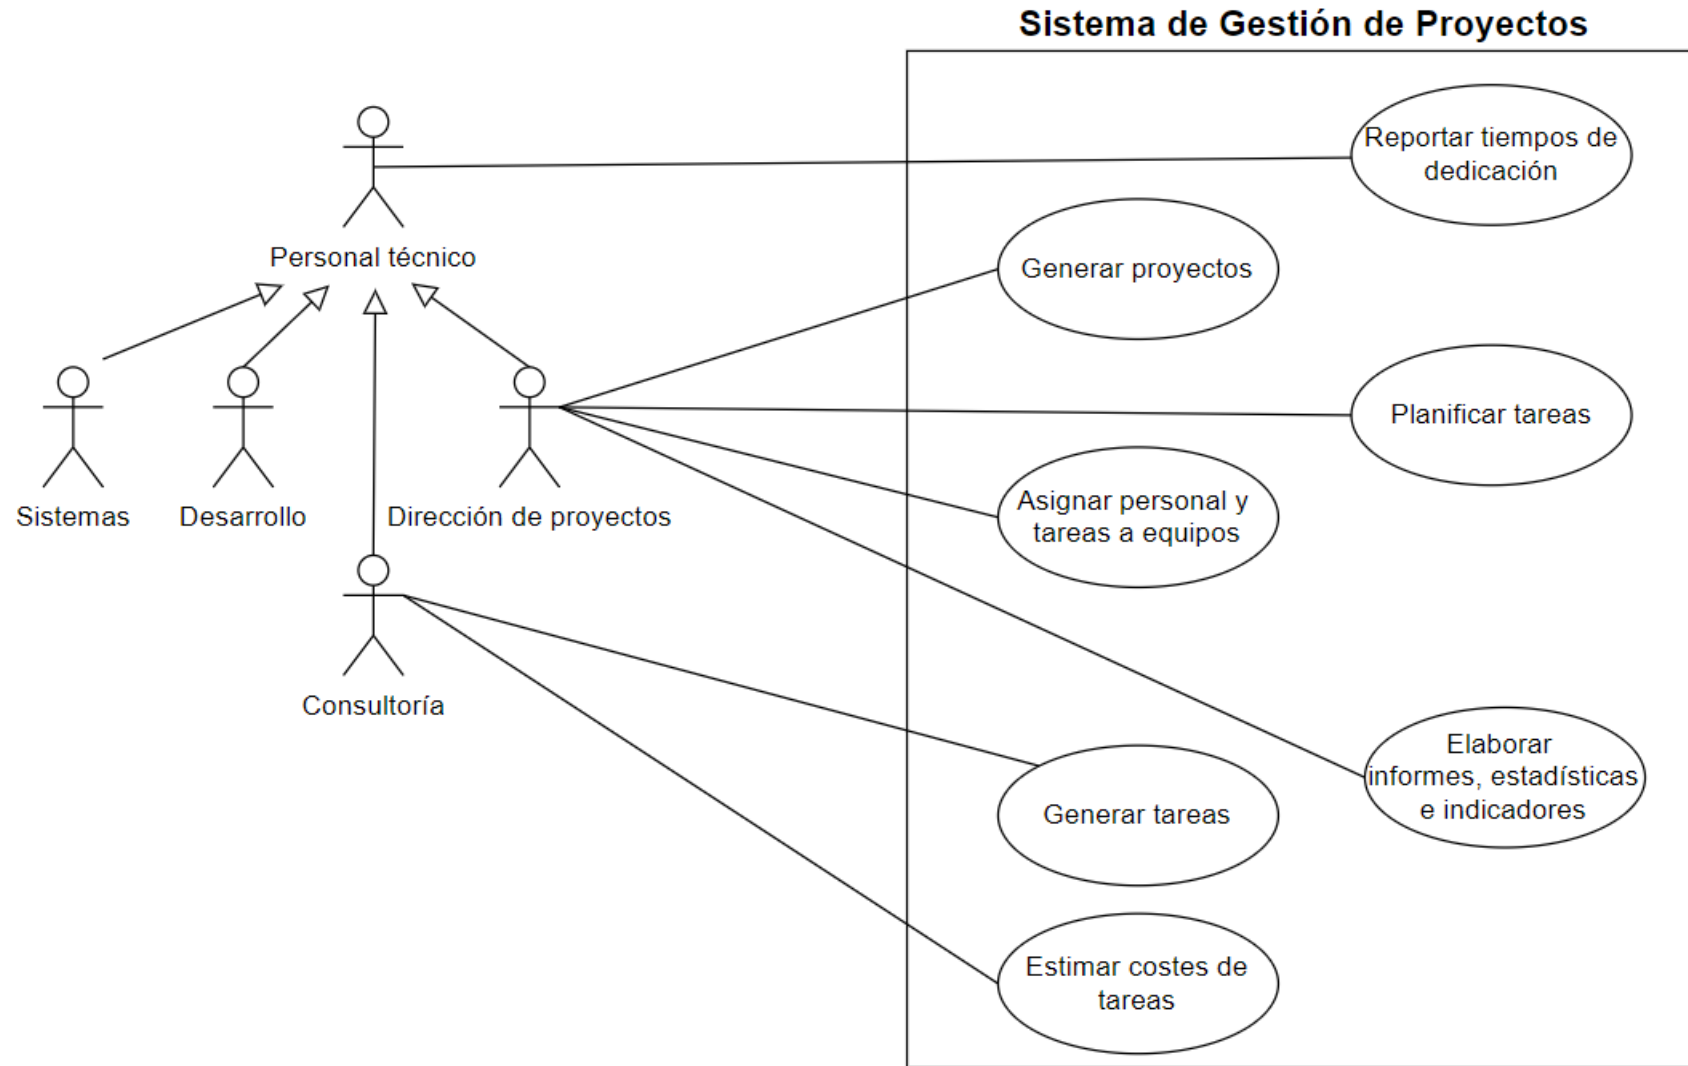 Sistema de Gestión de Proyectos
Reportar tiempos de
dedicación
Personal técnico
Generar proyectos
Planificar tareas
Sistemas
Desarrollo
Dirección de proyectos
Asignar personal y
tareas a equipos
Consultoría
Elaborar
informes, estadísticas
e indicadores
Generar tareas
Estimar costes de
tareas